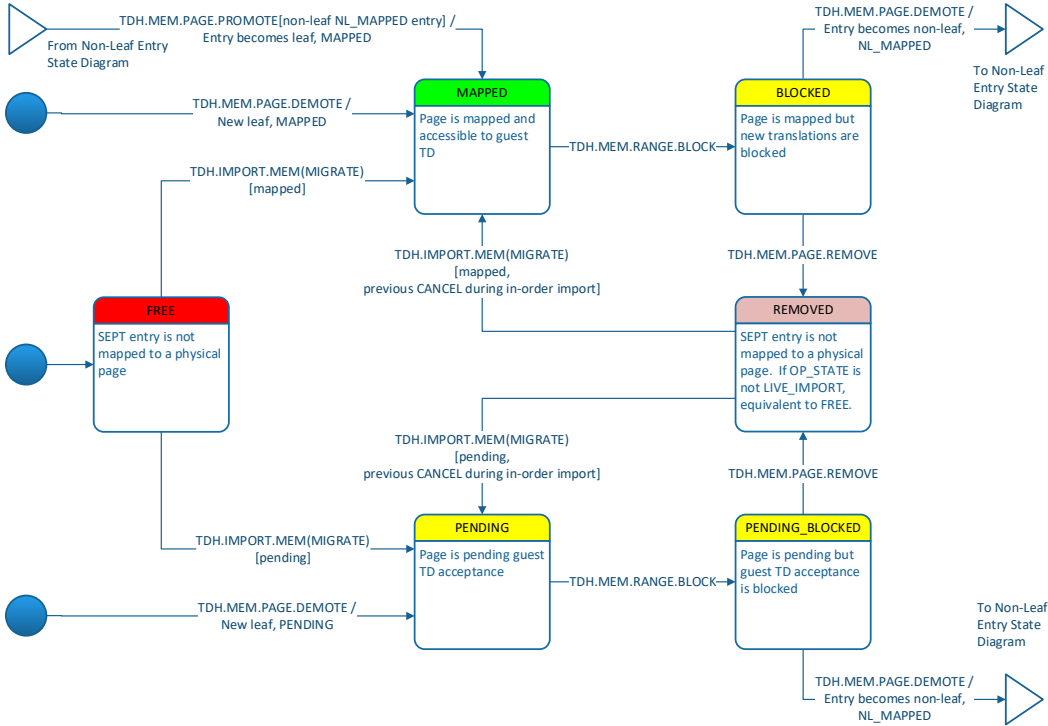 TDH.MEM.PAGE.PROMOTE[non-leaf NL_MAPPED entry] /
Entry becomes leaf, MAPPED
From Non-Leaf Entry
State Diagram
TDH.MEM.PAGE.DEMOTE /
Entry becomes non-leaf,
NL_MAPPED
To Non-Leaf
Entry State
Diagram
MAPPED
Page is mapped and
accessible to guest
TD
BLOCKED
Page is mapped but
new translations are
blocked
TDH.MEM.PAGE.DEMOTE /
New leaf, MAPPED
TDH.MEM.RANGE.BLOCK
TDH.IMPORT.MEM(MIGRATE)
[mapped]
TDH.IMPORT.MEM(MIGRATE)
[mapped,
previous CANCEL during in-order import]
TDH.MEM.PAGE.REMOVE
FREE
SEPT entry is not
mapped to a physical
page
REMOVED
SEPT entry is not
mapped to a physical
page. If OP_STATE is
not LIVE_IMPORT,
equivalent to FREE.
TDH.IMPORT.MEM(MIGRATE)
[pending,
previous CANCEL during in-order import]
TDH.MEM.PAGE.REMOVE
PENDING
Page is pending guest
TD acceptance
PENDING_BLOCKED
Page is pending but
guest TD acceptance
is blocked
TDH.IMPORT.MEM(MIGRATE)
[pending]
TDH.MEM.RANGE.BLOCK
TDH.MEM.PAGE.DEMOTE /
New leaf, PENDING
To Non-Leaf
Entry State
Diagram
TDH.MEM.PAGE.DEMOTE /
Entry becomes non-leaf,
NL_MAPPED